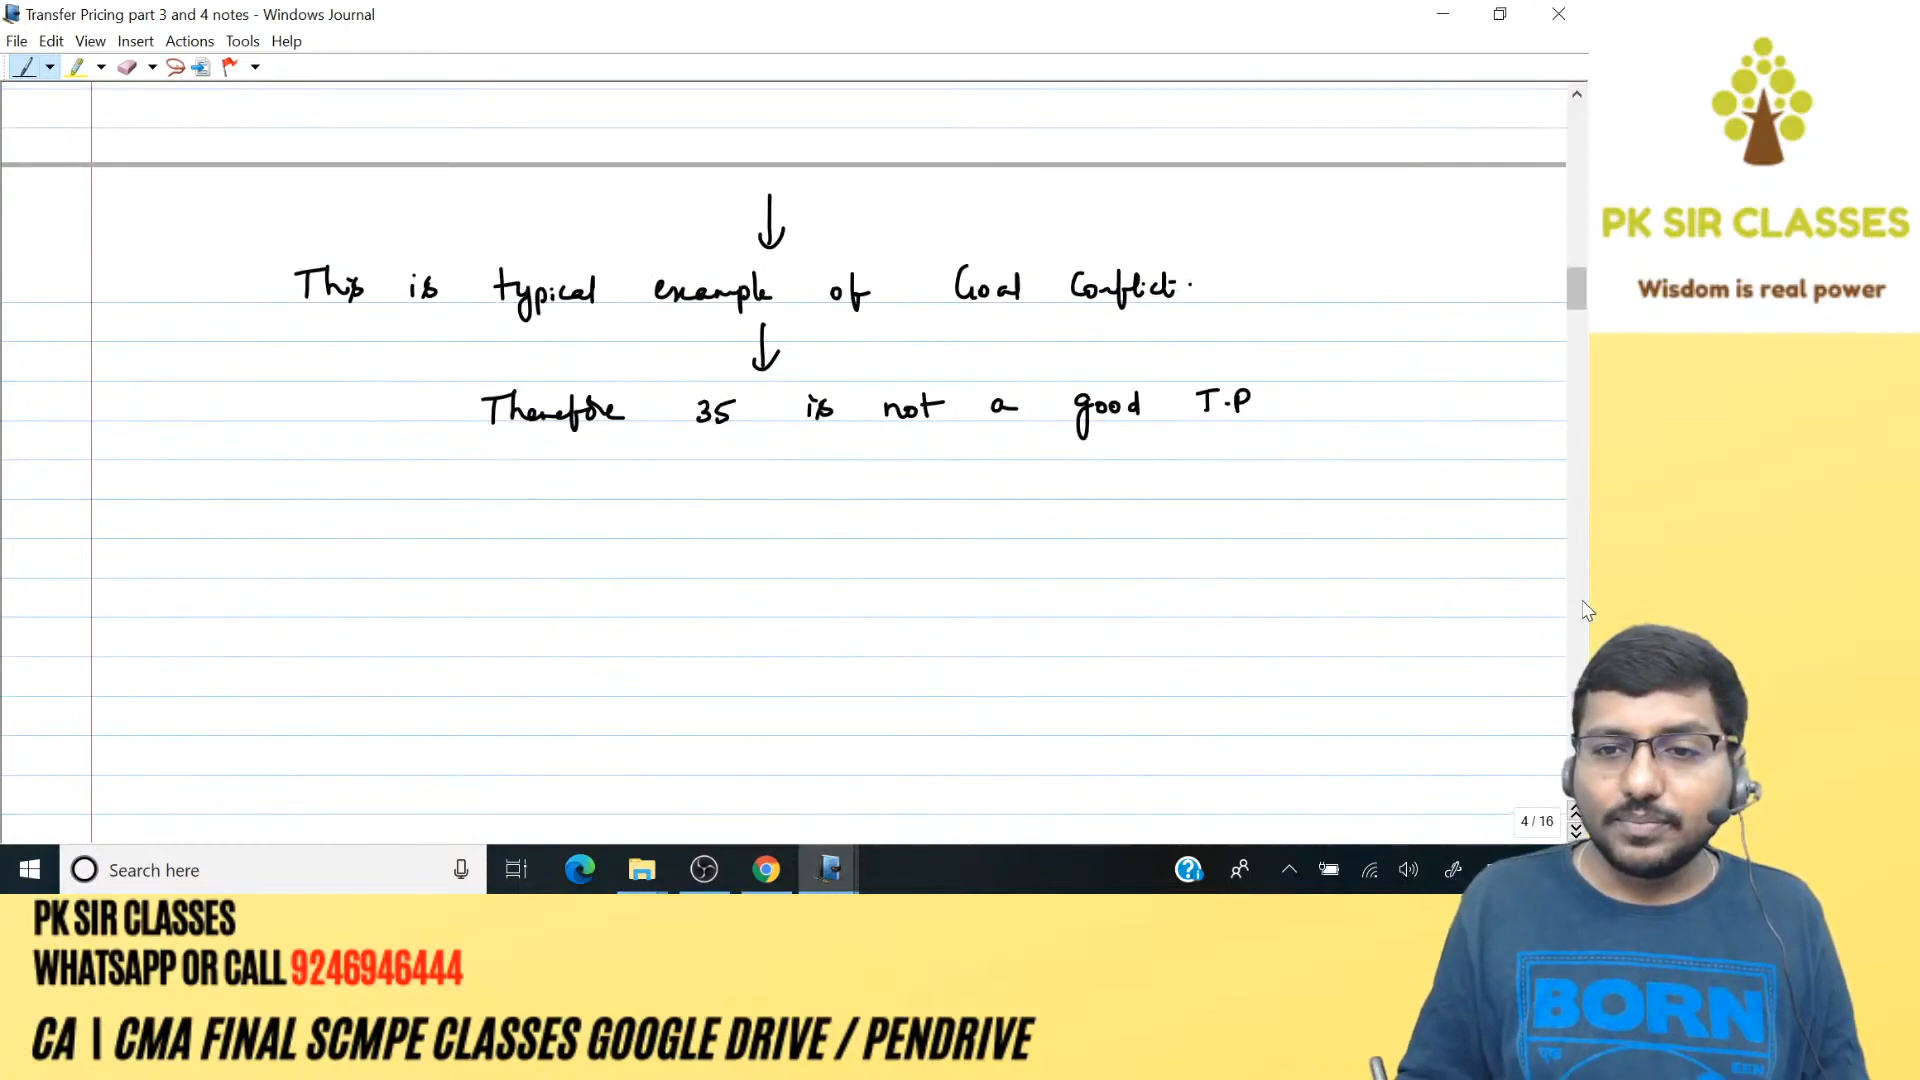 Transfer Pricing part 3 and 4 notes - Windows Journal
File Edit View Insert Actions Tools Help
This is typical example of Goal Conflict.
Therefore 35 is not a good T.P
4 / 16
Search here
PK SIR CLASSES
Wisdom is real power
PK SIR CLASSES
WHATSAPP OR CALL 9246946444
CA \ CMA FINAL SCMPE CLASSES GOOGLE DRIVE / PENDRIVE
BORN